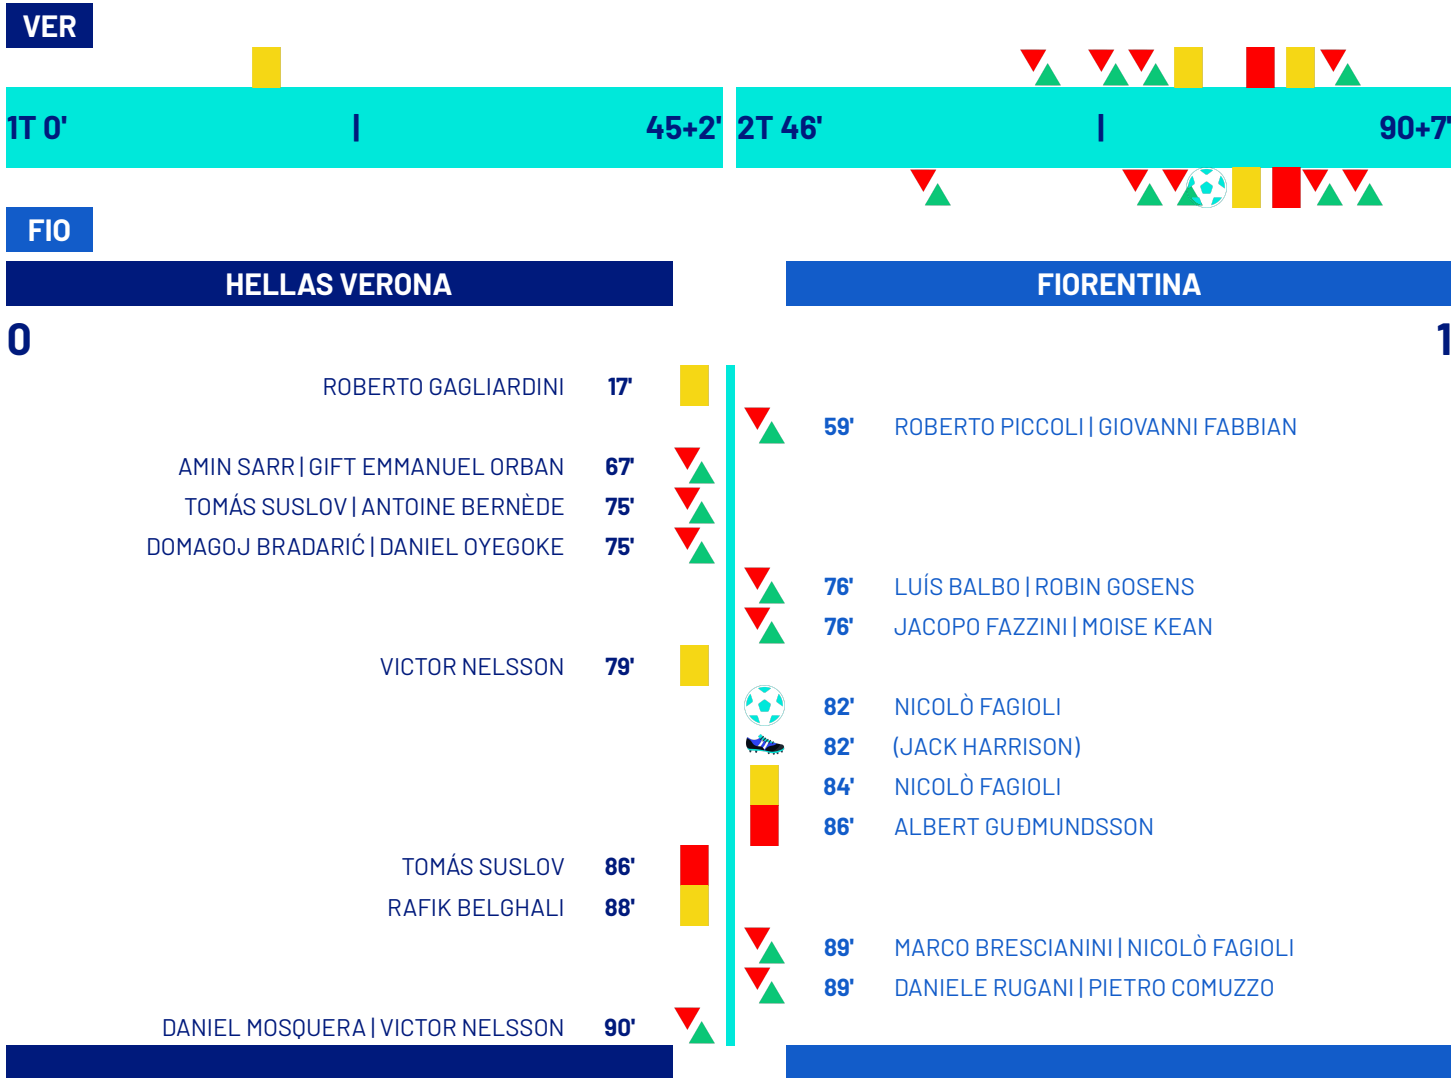 VER
1T 0' | 45+2' 2T 46' | 90+7'
FIO
HELLAS VERONA FIORENTINA
0 1
ROBERTO GAGLIARDINI 17'
59' ROBERTO PICCOLI | GIOVANNI FABBIAN
AMIN SARR | GIFT EMMANUEL ORBAN 67'
TOMÁS SUSLOV | ANTOINE BERNÈDE 75'
DOMAGOJ BRADARIĆ | DANIEL OYEGOKE 75'
76' LUÍS BALBO | ROBIN GOSENS
76' JACOPO FAZZINI | MOISE KEAN
VICTOR NELSSON 79'
82' NICOLÒ FAGIOLI
82' (JACK HARRISON)
84' NICOLÒ FAGIOLI
86' ALBERT GUÐMUNDSSON
TOMÁS SUSLOV 86'
RAFIK BELGHALI 88'
89' MARCO BRESCIANINI | NICOLÒ FAGIOLI
89' DANIELE RUGANI | PIETRO COMUZZO
DANIEL MOSQUERA | VICTOR NELSSON 90'